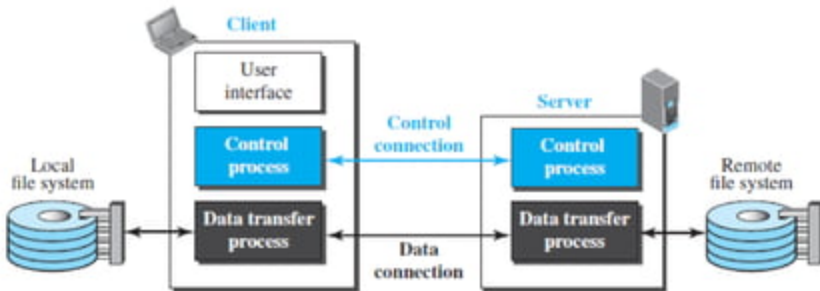 Client
User
interface
Server
Control
connection
Control
process
Control
process
Local
file system
Remote
file system
Data transfer
process
Data transfer
process
Data
connection